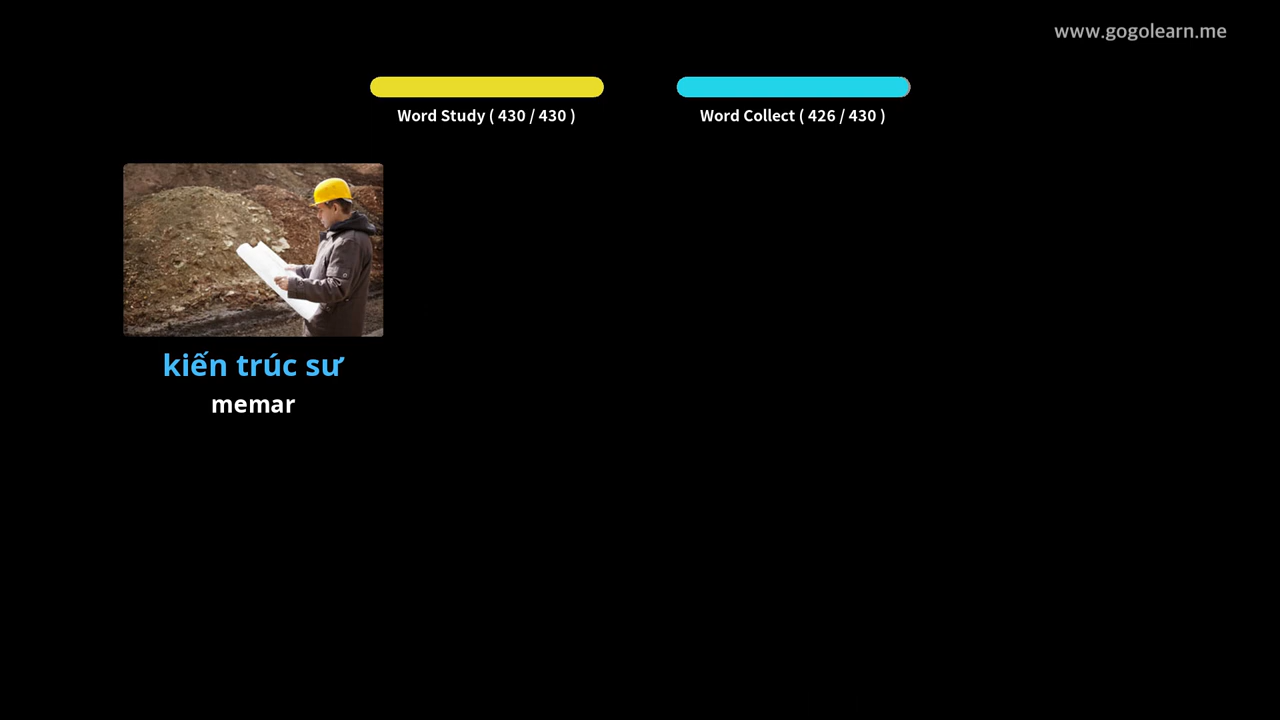 www.gogolearn.me
Word Study ( 430 / 430 )
Word Collect ( 426 / 430 )
kiến trúc sư
memar